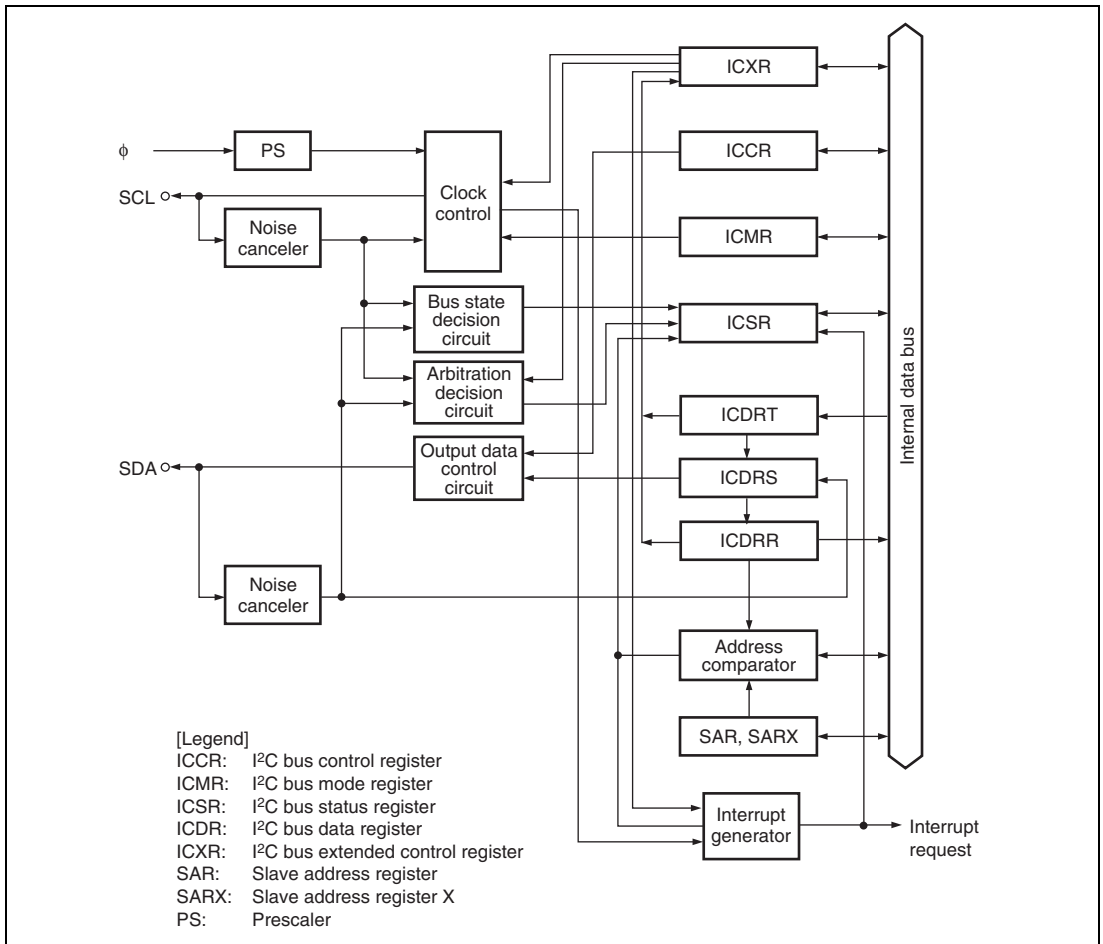 ICXR
φ
PS
ICCR
SCL
Clock
control
Noise
canceler
ICMR
Bus state
decision
circuit
ICSR
Internal data bus
Arbitration
decision
circuit
ICDRT
SDA
Output data
control
circuit
ICDRS
ICDRR
Noise
canceler
Address
comparator
SAR, SARX
[Legend]
ICCR: I²C bus control register
ICMR: I²C bus mode register
ICSR: I²C bus status register
ICDR: I²C bus data register
ICXR: I²C bus extended control register
SAR: Slave address register
SARX: Slave address register X
PS: Prescaler
Interrupt
generator
Interrupt
request